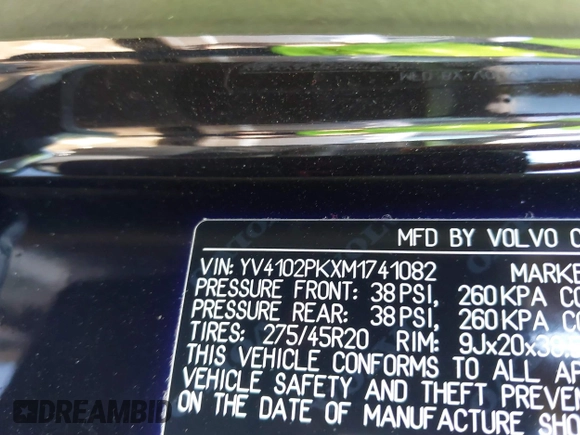 MFD BY VOLVO C
VIN: YV4102PKXM1741082 MARKE
PRESSURE FRONT: 38 PSI, 260 KPA CO
PRESSURE REAR: 38 PSI, 260 KPA CO
TIRES: 275/45R20 RIM: 9Jx20x38.
THIS VEHICLE CONFORMS TO ALL AP
VEHICLE SAFETY AND THEFT PREVEN
ON THE DATE OF MANUFACTURE SHO
DREAMBID